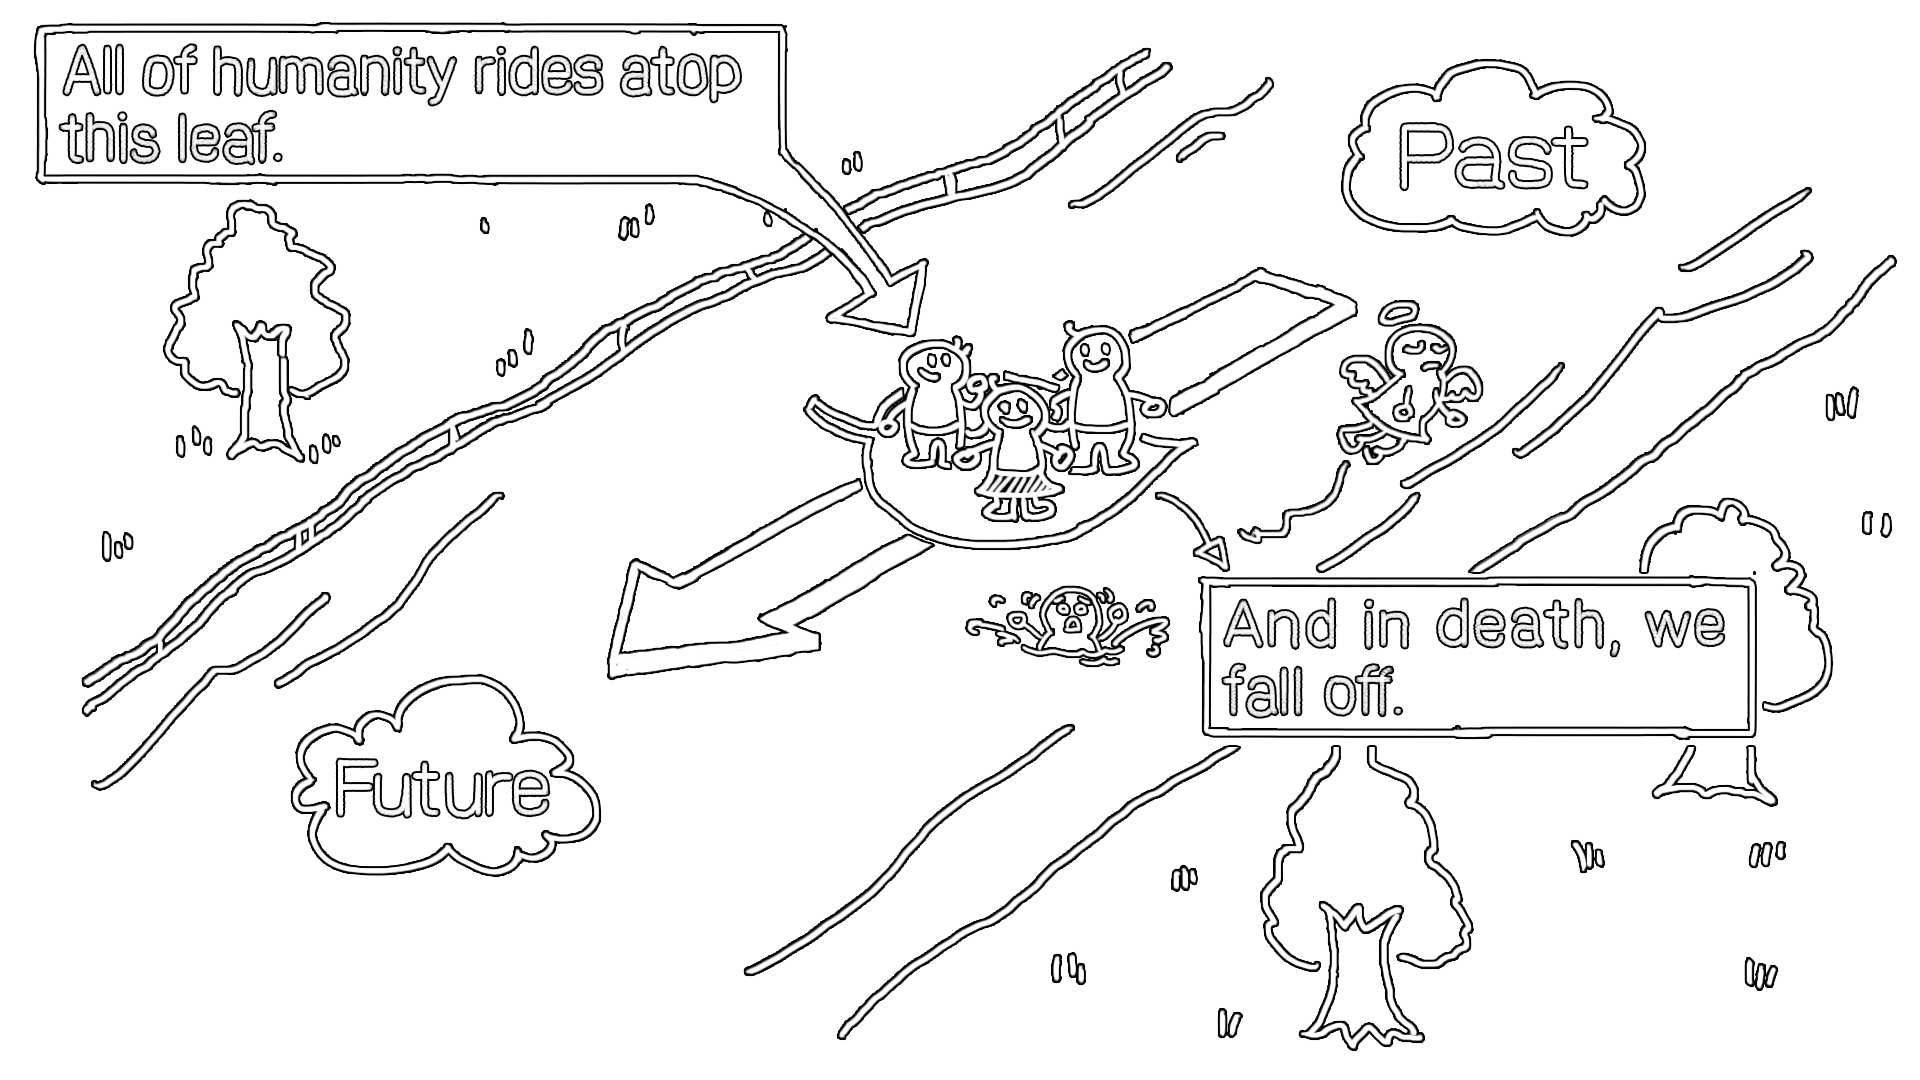 All of humanity rides atop
this leaf.
Past
And in death, we
fall off.
Future